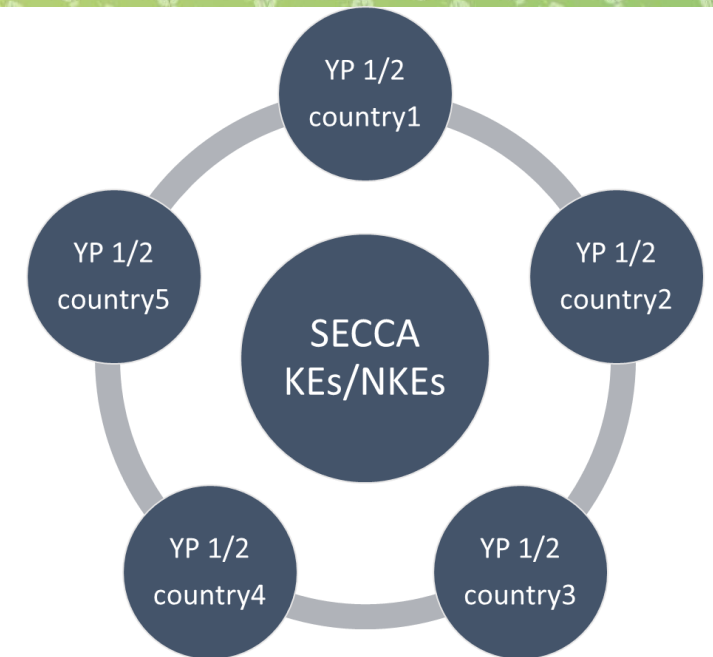 YP 1/2
country1
YP 1/2
country2
YP 1/2
country3
YP 1/2
country4
YP 1/2
country5
SECCA
KEs/NKEs